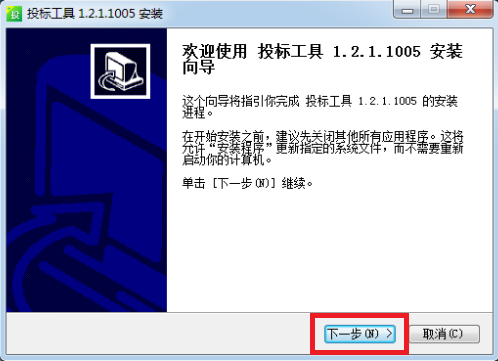 投 投标工具 1.2.1.1005 安装
欢迎使用 投标工具 1.2.1.1005 安装
向导
这个向导将指引你完成 投标工具 1.2.1.1005 的安装
进程。
在开始安装之前，建议先关闭其他所有应用程序。这将
允许“安装程序”更新指定的系统文件，而不需要重新
启动你的计算机。
单击 [下一步(N)] 继续。
下一步(N) > 取消(C)